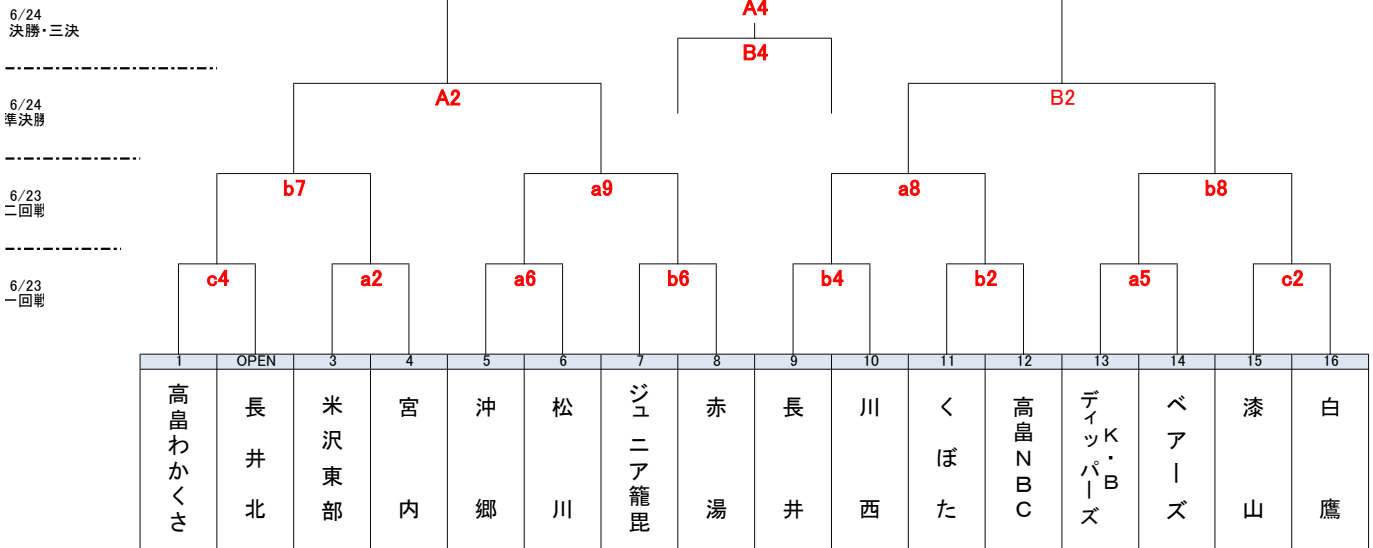 6/24
決勝・三決
A4
B4
6/24
準決勝
A2
B2
6/23
二回戦
b7
a9
a8
b8
6/23
一回戦
c4
a2
a6
b6
b4
b2
a5
c2
1
OPEN
3
4
5
6
7
8
9
10
11
12
13
14
15
16
高畠わかくさ
長井北
米沢東部
宮内
沖郷
松川
ジュニア籠毘
赤湯
長井
川西
くぼた
高畠NBC
K・B
ディッパーズ
ベアーズ
漆山
白鷹